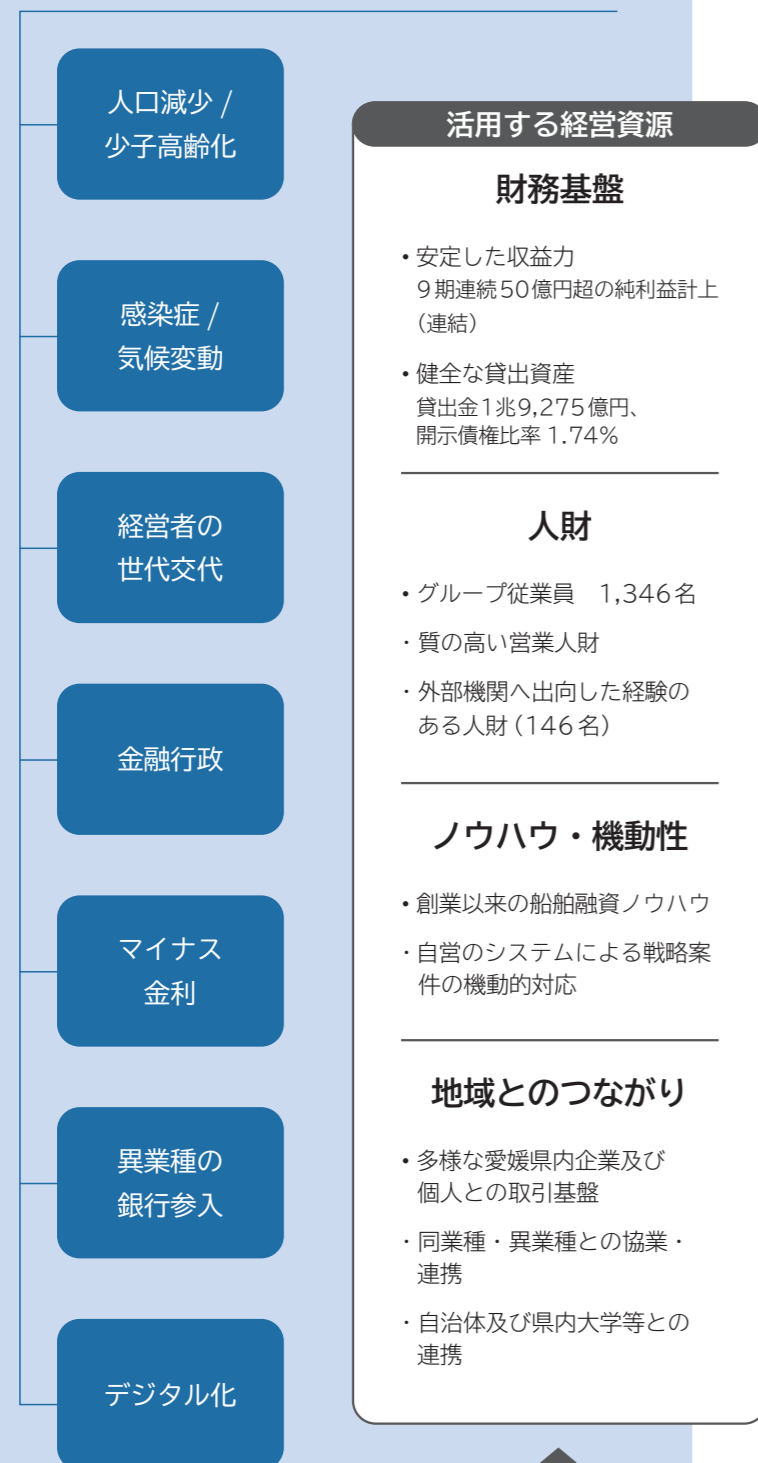 人口減少 /
少子高齢化
感染症 /
気候変動
経営者の
世代交代
金融行政
マイナス
金利
異業種の
銀行参入
デジタル化
活用する経営資源
財務基盤
・安定した収益力
9期連続50億円超の純利益計上
（連結）
・健全な貸出資産
貸出金1兆9,275億円、
開示債権比率 1.74%
人財
・グループ従業員　1,346名
・質の高い営業人財
・外部機関へ出向した経験の
ある人財（146名）
ノウハウ・機動性
・創業以来の船舶融資ノウハウ
・自営のシステムによる戦略案
件の機動的対応
地域とのつながり
・多様な愛媛県内企業及び
個人との取引基盤
・同業種・異業種との協業・
連携
・自治体及び県内大学等との
連携